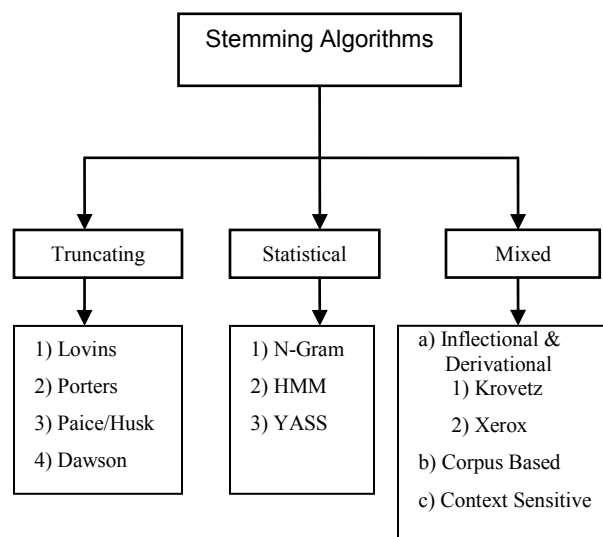 Stemming Algorithms
Truncating
Statistical
Mixed
1) Lovins
2) Porters
3) Paice/Husk
4) Dawson
1) N-Gram
2) HMM
3) YASS
a) Inflectional &
Derivational
1) Krovetz
2) Xerox
b) Corpus Based
c) Context Sensitive